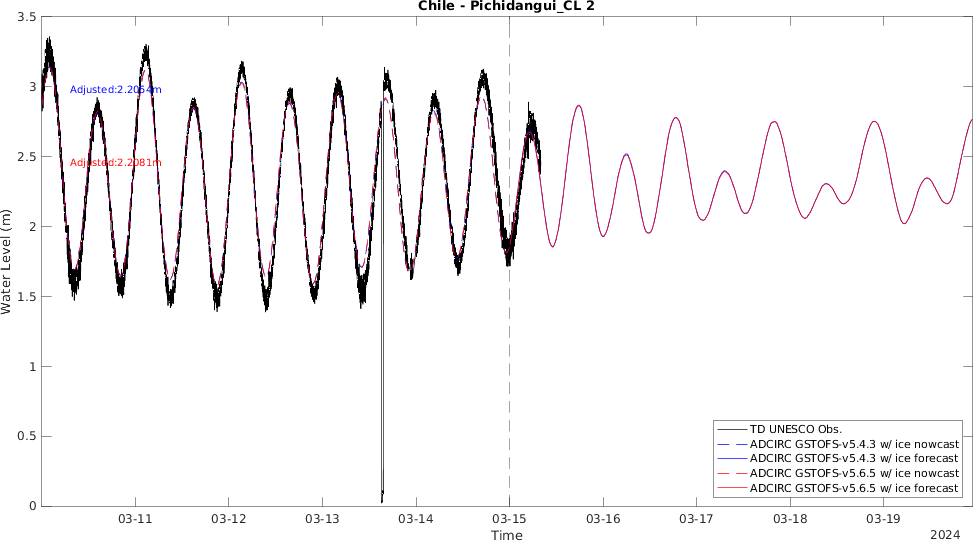 Chile - Pichidangui_CL 2
3.5
3
2.5
2
1.5
1
0.5
0
Water Level (m)
Adjusted:2.2064m
Adjusted:2.2081m
TD UNESCO Obs.
ADCIRC GSTOFS-v5.4.3 w/ ice nowcast
ADCIRC GSTOFS-v5.4.3 w/ ice forecast
ADCIRC GSTOFS-v5.6.5 w/ ice nowcast
ADCIRC GSTOFS-v5.6.5 w/ ice forecast
03-11 03-12 03-13 03-14 03-15 03-16 03-17 03-18 03-19
Time
2024